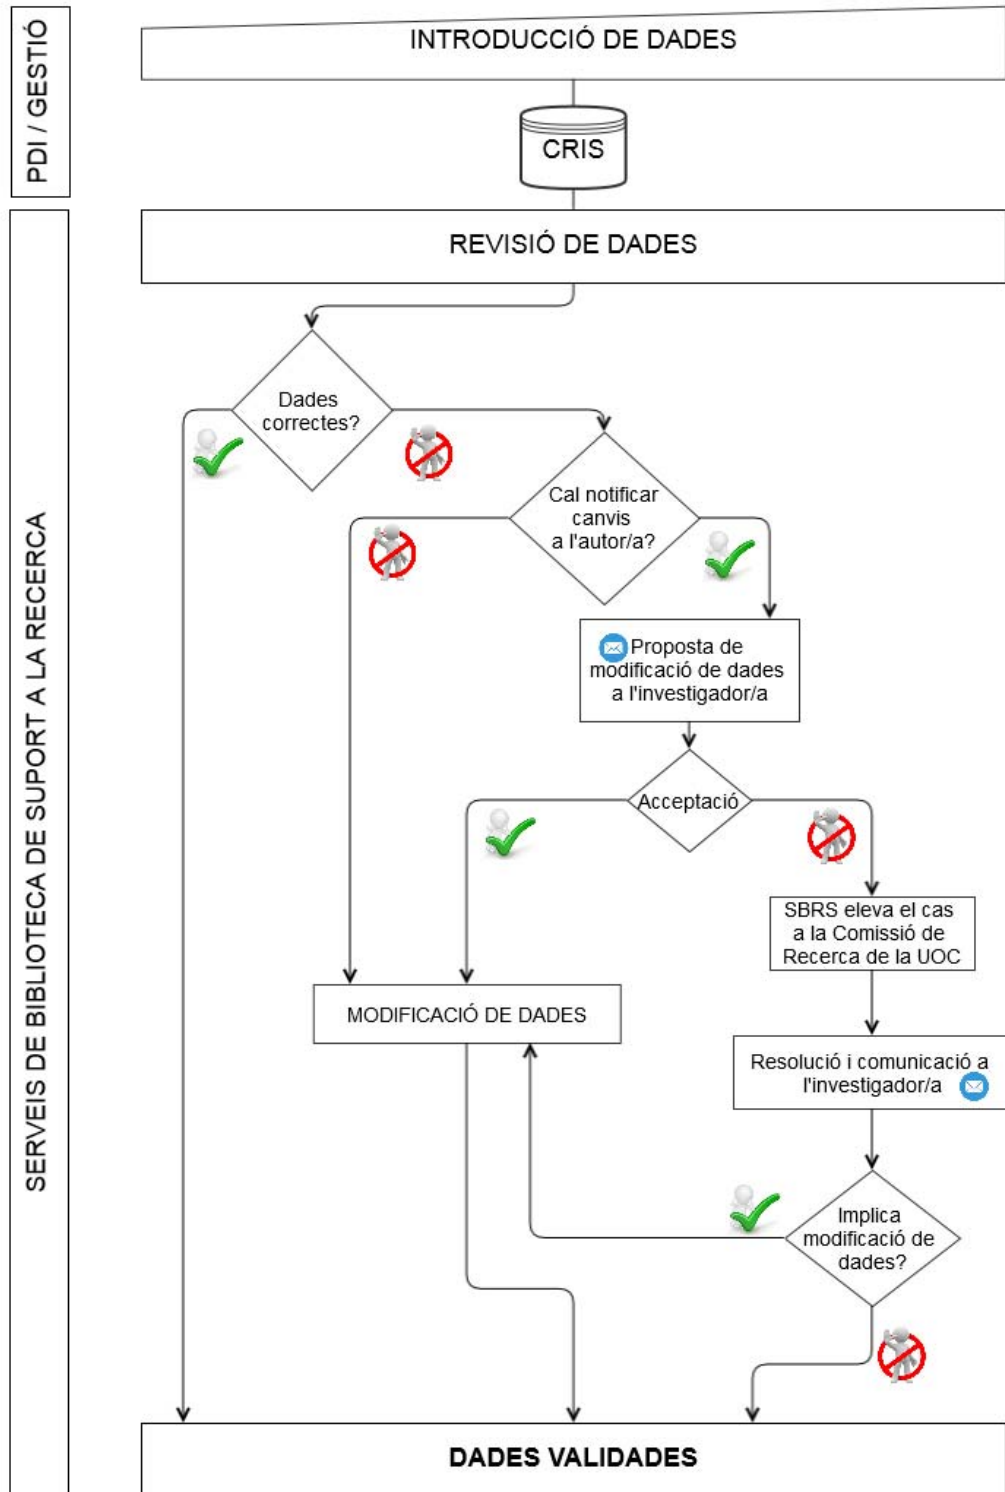 PDI / GESTIÓ
INTRODUCCIÓ DE DADES
CRIS
SERVEIS DE BIBLIOTECA DE SUPORT A LA RECERCA
REVISIÓ DE DADES
Dades
correctes?
Cal notificar
canvis
a l'autor/a?
Proposta de
modificació de dades
a l'investigador/a
Acceptació
SBRS eleva el cas
a la Comissió de
Recerca de la UOC
MODIFICACIÓ DE DADES
Resolució i comunicació a
l'investigador/a
Implica
modificació de
dades?
DADES VALIDADES